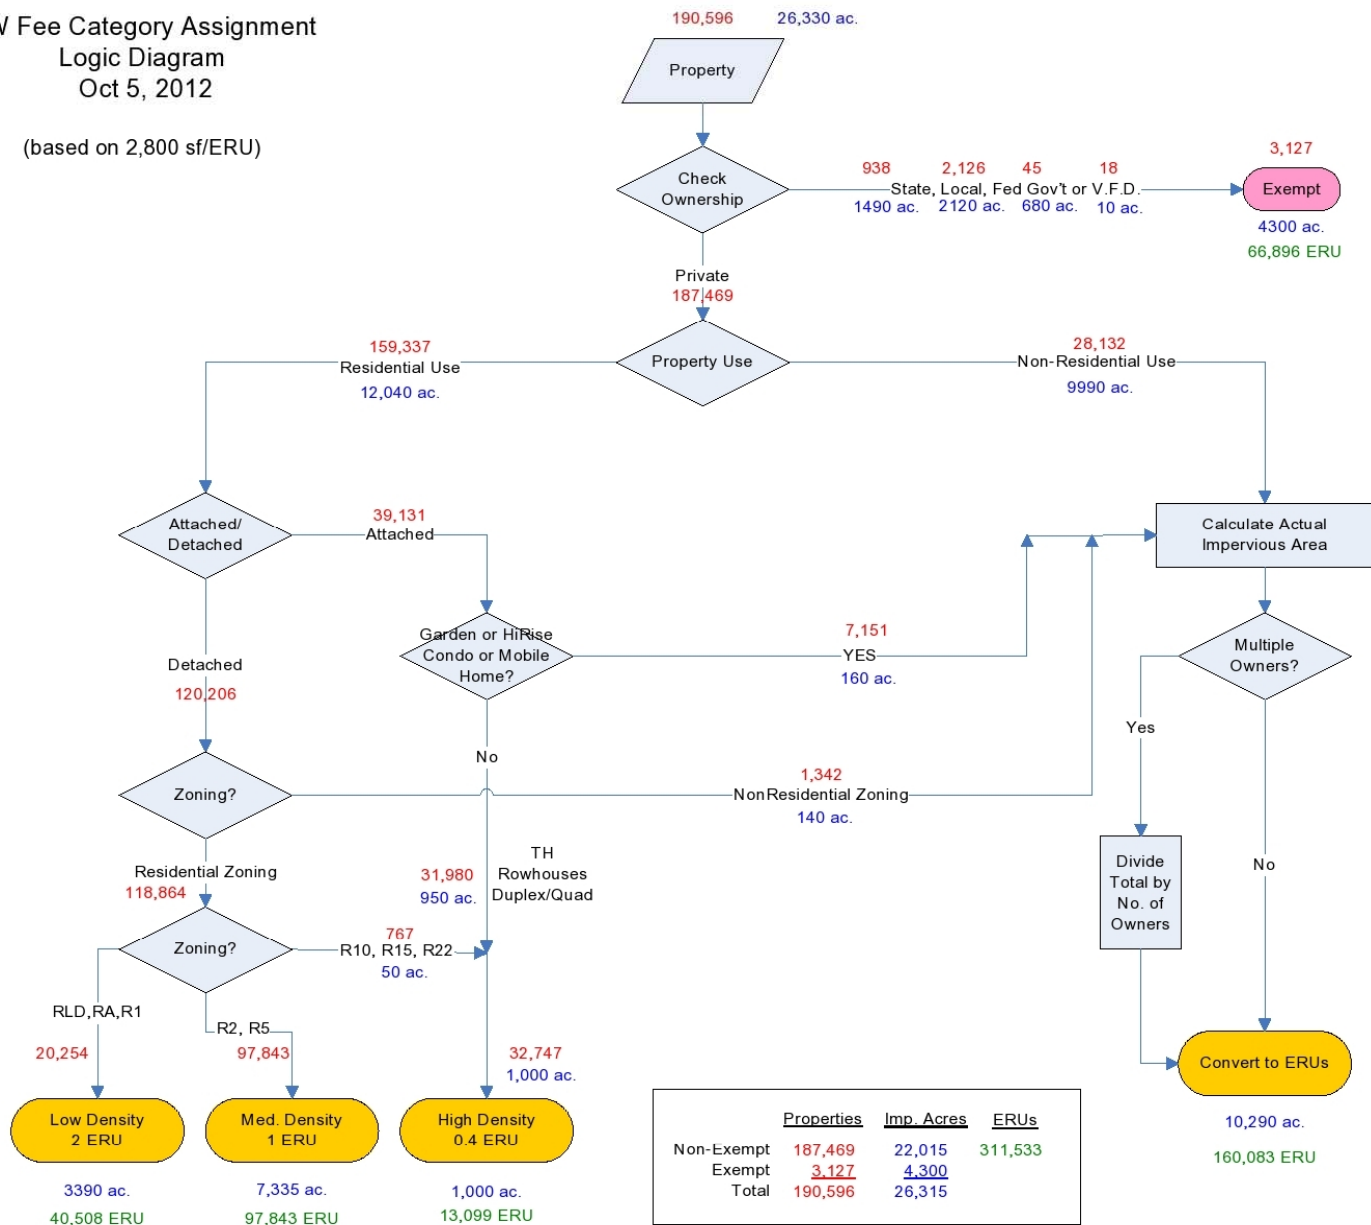 Fee Category Assignment
Logic Diagram
Oct 5, 2012
(based on 2,800 sf/ERU)
190,596 26,330 ac.
Property
Check
Ownership
938 2,126 45 18
State, Local, Fed Gov't or V.F.D.
1490 ac. 2120 ac. 680 ac. 10 ac.
3,127
Exempt
4300 ac.
66,896 ERU
Private
187,469
Property Use
159,337
Residential Use
12,040 ac.
28,132
Non-Residential Use
9990 ac.
Attached/
Detached
39,131
Attached
Calculate Actual
Impervious Area
Garden or HiRise
Condo or Mobile
Home?
7,151
YES
160 ac.
Multiple
Owners?
Detached
120,206
Yes
No
Zoning?
1,342
NonResidential Zoning
140 ac.
Residential Zoning
118,864
31,980
950 ac.
TH
Rowhouses
Duplex/Quad
Divide
Total by
No. of
Owners
No
Zoning?
767
R10, R15, R22
50 ac.
RLD,RA,R1
R2, R5
20,254
97,843
32,747
1,000 ac.
Convert to ERUs
Low Density
2 ERU
Med. Density
1 ERU
High Density
0.4 ERU
3390 ac.
40,508 ERU
7,335 ac.
97,843 ERU
1,000 ac.
13,099 ERU
Properties Imp. Acres ERUs
Non-Exempt 187,469 22,015 311,533
Exempt 3,127 4,300
Total 190,596 26,315
10,290 ac.
160,083 ERU